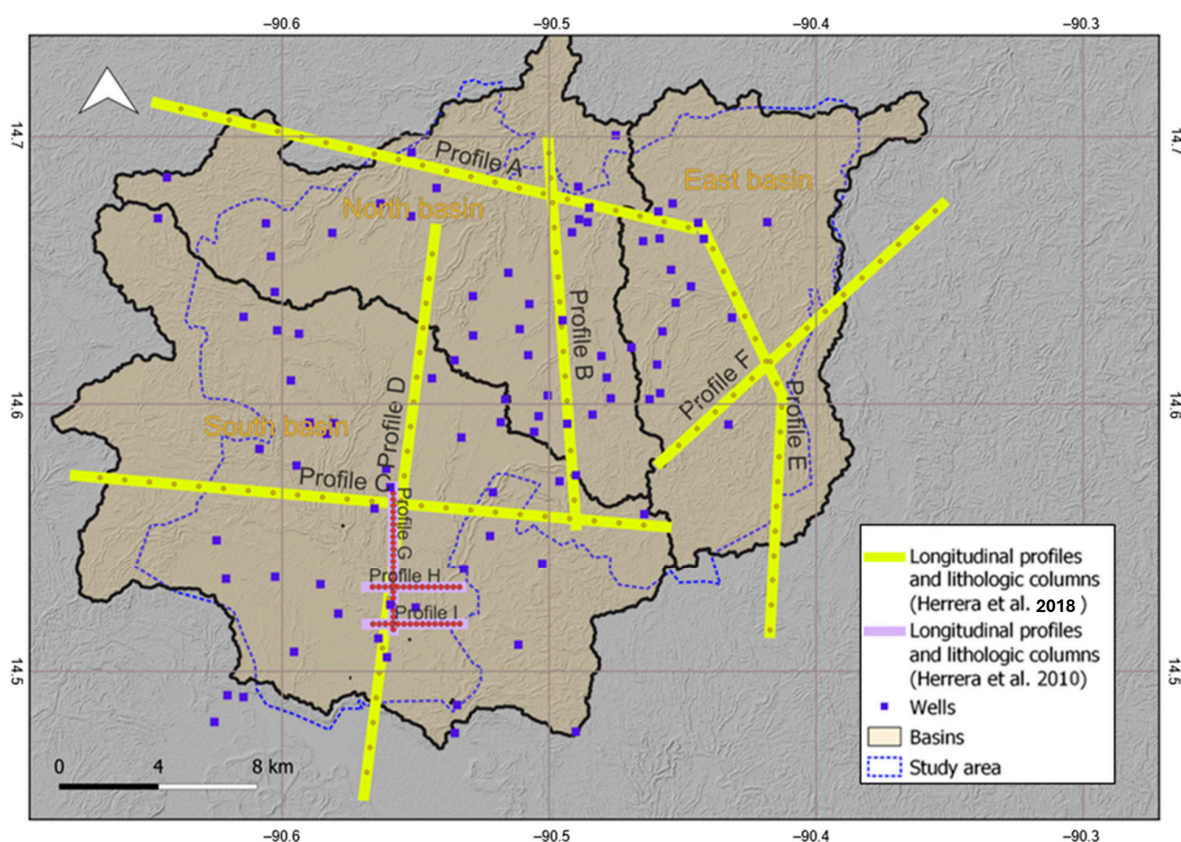 –90.6
–90.5
–90.4
–90.3
14.7
14.7
Profile A
East basin
North basin
Profile B
Profile D
Profile F
14.6
14.6
Profile E
South basin
Profile C
Profile G
Profile H
Profile I
14.5
14.5
Longitudinal profiles
and lithologic columns
(Herrera et al. 2018 )
Longitudinal profiles
and lithologic columns
(Herrera et al. 2010)
Wells
Basins
Study area
0 4 8 km
–90.6
–90.5
–90.4
–90.3